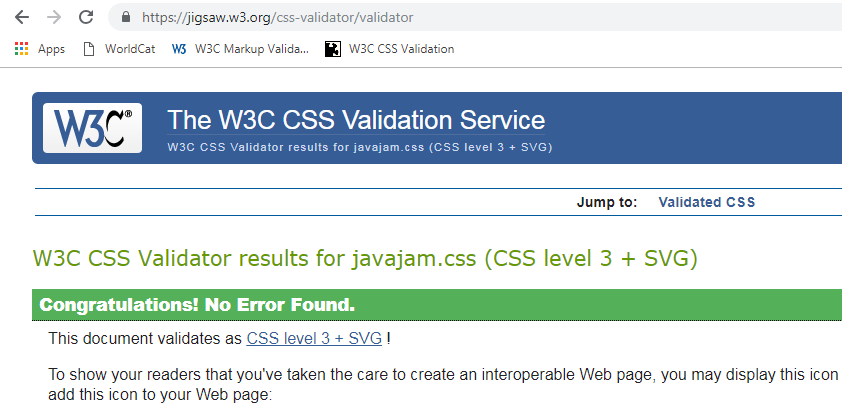 https://jigsaw.w3.org/css-validator/validator
Apps WorldCat W3C W3C Markup Valida... W3C CSS Validation
W3C® The W3C CSS Validation Service
W3C CSS Validator results for javajam.css (CSS level 3 + SVG)
Jump to: Validated CSS
W3C CSS Validator results for javajam.css (CSS level 3 + SVG)
Congratulations! No Error Found.
This document validates as CSS level 3 + SVG !
To show your readers that you've taken the care to create an interoperable Web page, you may display this icon
add this icon to your Web page: